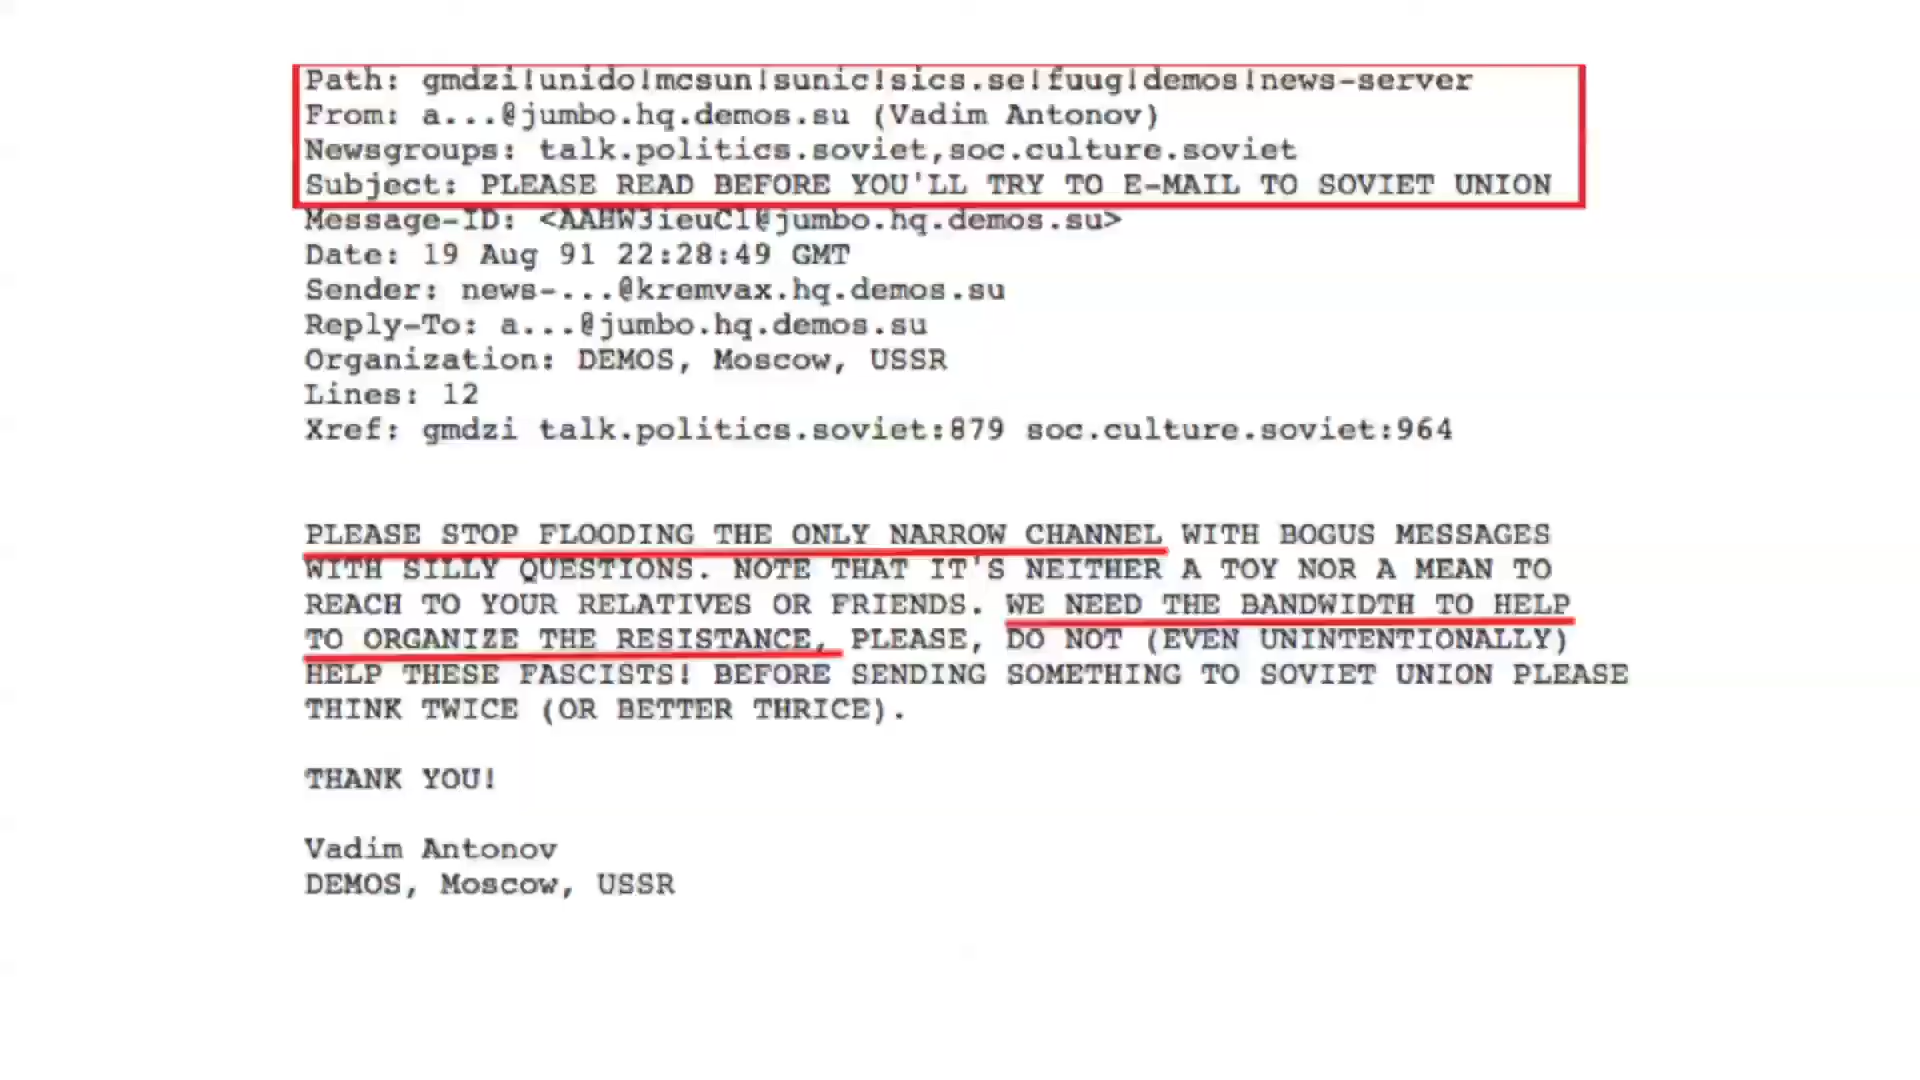 Path: gmdzi!unido!mcsun!sunic!sics.se!fuug!demos!news-server
From: a...@jumbo.hq.demos.su (Vadim Antonov)
Newsgroups: talk.politics.soviet,soc.culture.soviet
Subject: PLEASE READ BEFORE YOU'LL TRY TO E-MAIL TO SOVIET UNION
Message-ID: <AAHW3ieuC1@jumbo.hq.demos.su>
Date: 19 Aug 91 22:28:49 GMT
Sender: news-...@kremvax.hq.demos.su
Reply-To: a...@jumbo.hq.demos.su
Organization: DEMOS, Moscow, USSR
Lines: 12
Xref: gmdzi talk.politics.soviet:879 soc.culture.soviet:964
PLEASE STOP FLOODING THE ONLY NARROW CHANNEL WITH BOGUS MESSAGES
WITH SILLY QUESTIONS. NOTE THAT IT'S NEITHER A TOY NOR A MEAN TO
REACH TO YOUR RELATIVES OR FRIENDS. WE NEED THE BANDWIDTH TO HELP
TO ORGANIZE THE RESISTANCE, PLEASE, DO NOT (EVEN UNINTENTIONALLY)
HELP THESE FASCISTS! BEFORE SENDING SOMETHING TO SOVIET UNION PLEASE
THINK TWICE (OR BETTER THRICE).
THANK YOU!
Vadim Antonov
DEMOS, Moscow, USSR